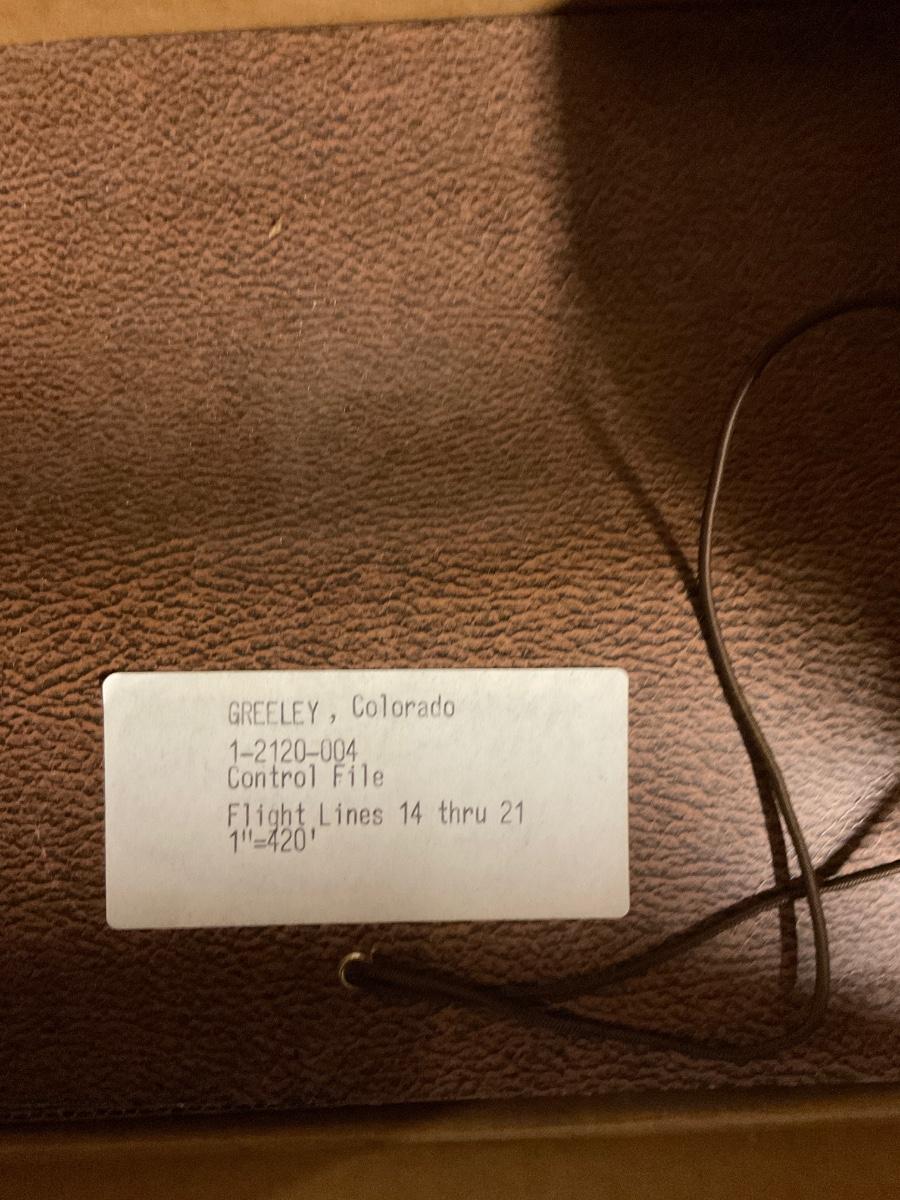 GREELEY , Colorado
1-2120-004
Control File
Flight Lines 14 thru 21
1"=420'